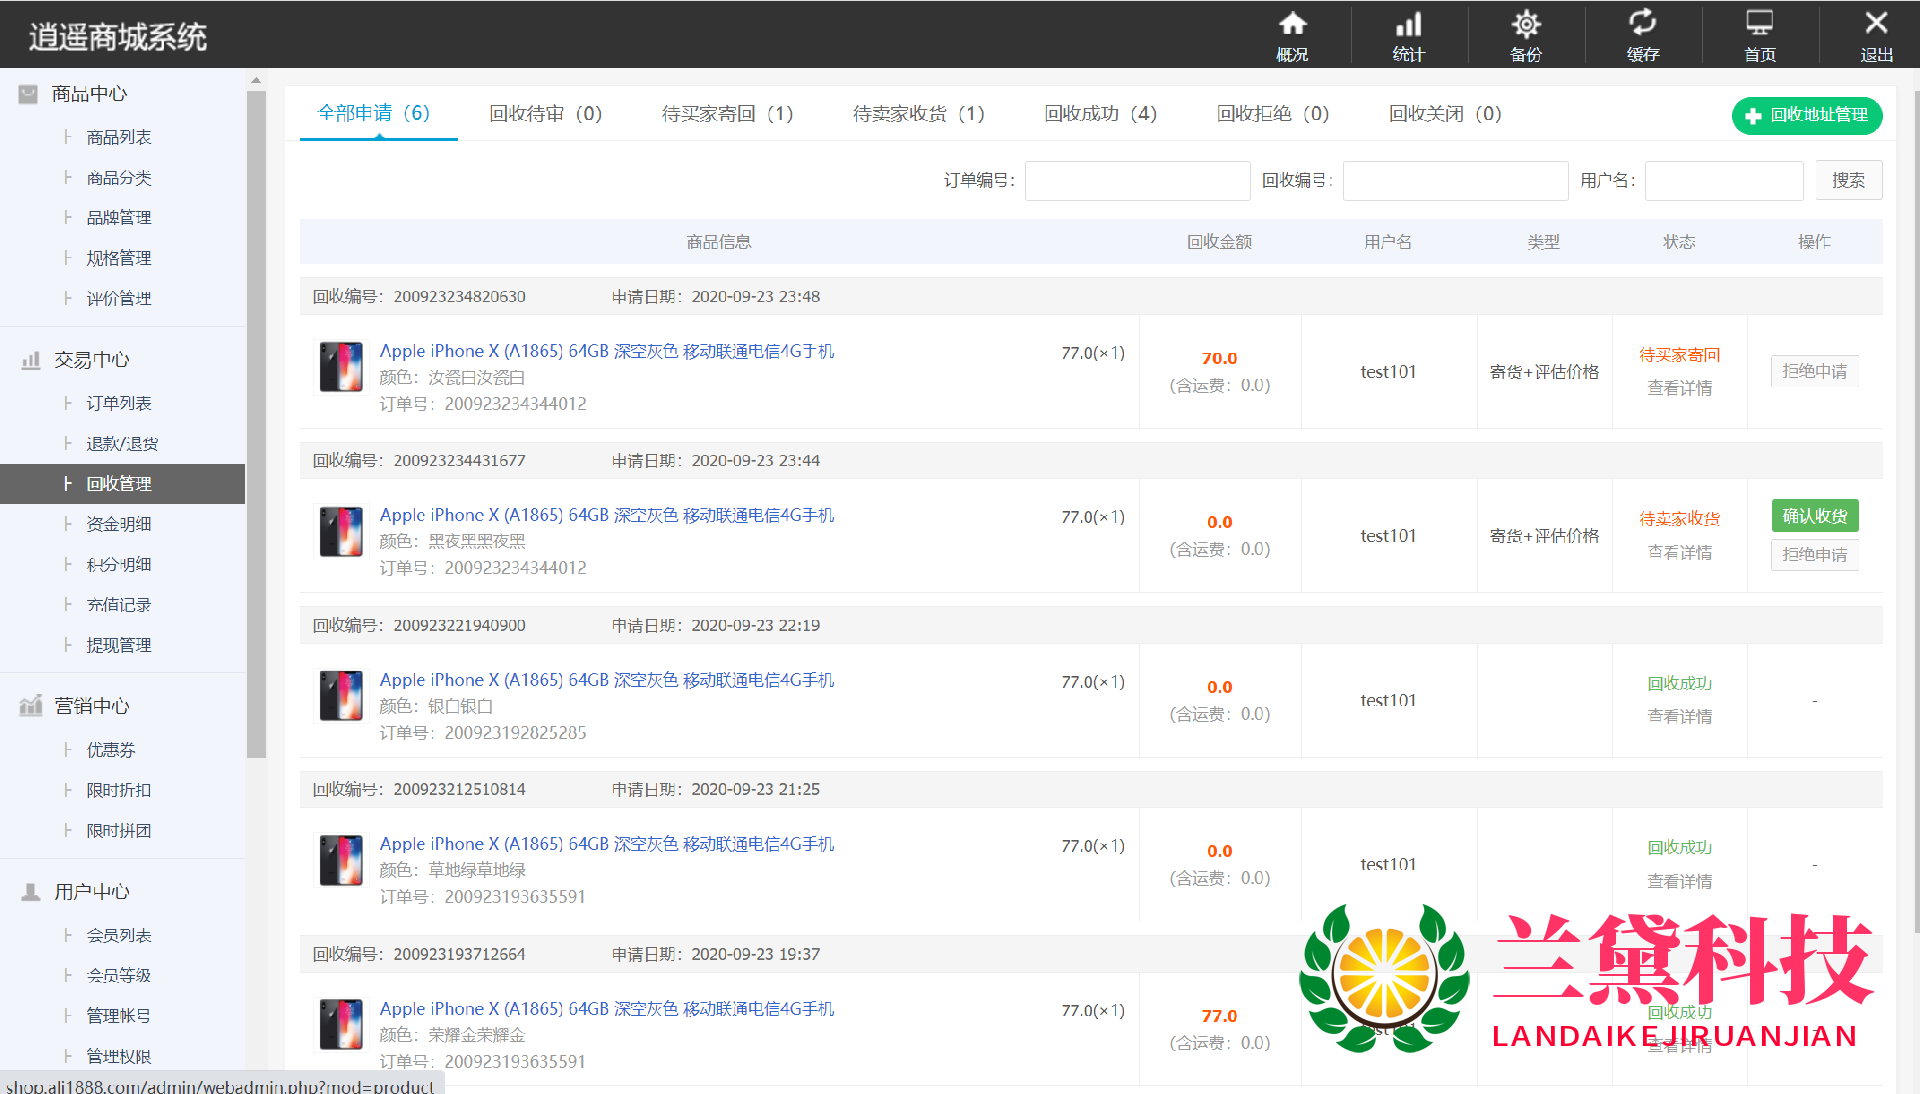 逍遥商城系统
概况
统计
备份
缓存
首页
退出
商品中心
├ 商品列表
├ 商品分类
├ 品牌管理
├ 规格管理
├ 评价管理
交易中心
├ 订单列表
├ 退款/退货
├ 回收管理
├ 资金明细
├ 积分明细
├ 充值记录
├ 提现管理
营销中心
├ 优惠券
├ 限时折扣
├ 限时拼团
用户中心
├ 会员列表
├ 会员等级
├ 管理帐号
├ 管理权限
shop.ali1888.com/admin/webadmin.php?mod=product
全部申请（6） 回收待审（0） 待买家寄回（1） 待卖家收货（1） 回收成功（4） 回收拒绝（0） 回收关闭（0）
回收地址管理
订单编号： 回收编号： 用户名： 搜索
商品信息 回收金额 用户名 类型 状态 操作
回收编号：200923234820630 申请日期：2020-09-23 23:48
Apple iPhone X (A1865) 64GB 深空灰色 移动联通电信4G手机
颜色：汝瓷白汝瓷白
订单号：200923234344012
77.0(×1)
70.0
(含运费：0.0)
test101
寄货+评估价格
待买家寄回
查看详情
拒绝申请
回收编号：200923234431677 申请日期：2020-09-23 23:44
Apple iPhone X (A1865) 64GB 深空灰色 移动联通电信4G手机
颜色：黑夜黑黑夜黑
订单号：200923234344012
77.0(×1)
0.0
(含运费：0.0)
test101
寄货+评估价格
待卖家收货
查看详情
确认收货
拒绝申请
回收编号：200923221940900 申请日期：2020-09-23 22:19
Apple iPhone X (A1865) 64GB 深空灰色 移动联通电信4G手机
颜色：银白银白
订单号：200923192825285
77.0(×1)
0.0
(含运费：0.0)
test101
回收成功
查看详情
-
回收编号：200923212510814 申请日期：2020-09-23 21:25
Apple iPhone X (A1865) 64GB 深空灰色 移动联通电信4G手机
颜色：草地绿草地绿
订单号：200923193635591
77.0(×1)
0.0
(含运费：0.0)
test101
回收成功
查看详情
-
回收编号：200923193712664 申请日期：2020-09-23 19:37
Apple iPhone X (A1865) 64GB 深空灰色 移动联通电信4G手机
颜色：荣耀金荣耀金
订单号：200923193635591
77.0(×1)
77.0
(含运费：0.0)
回收成功
查看详情
兰黛科技
LANDAIKEJIRUANJIAN